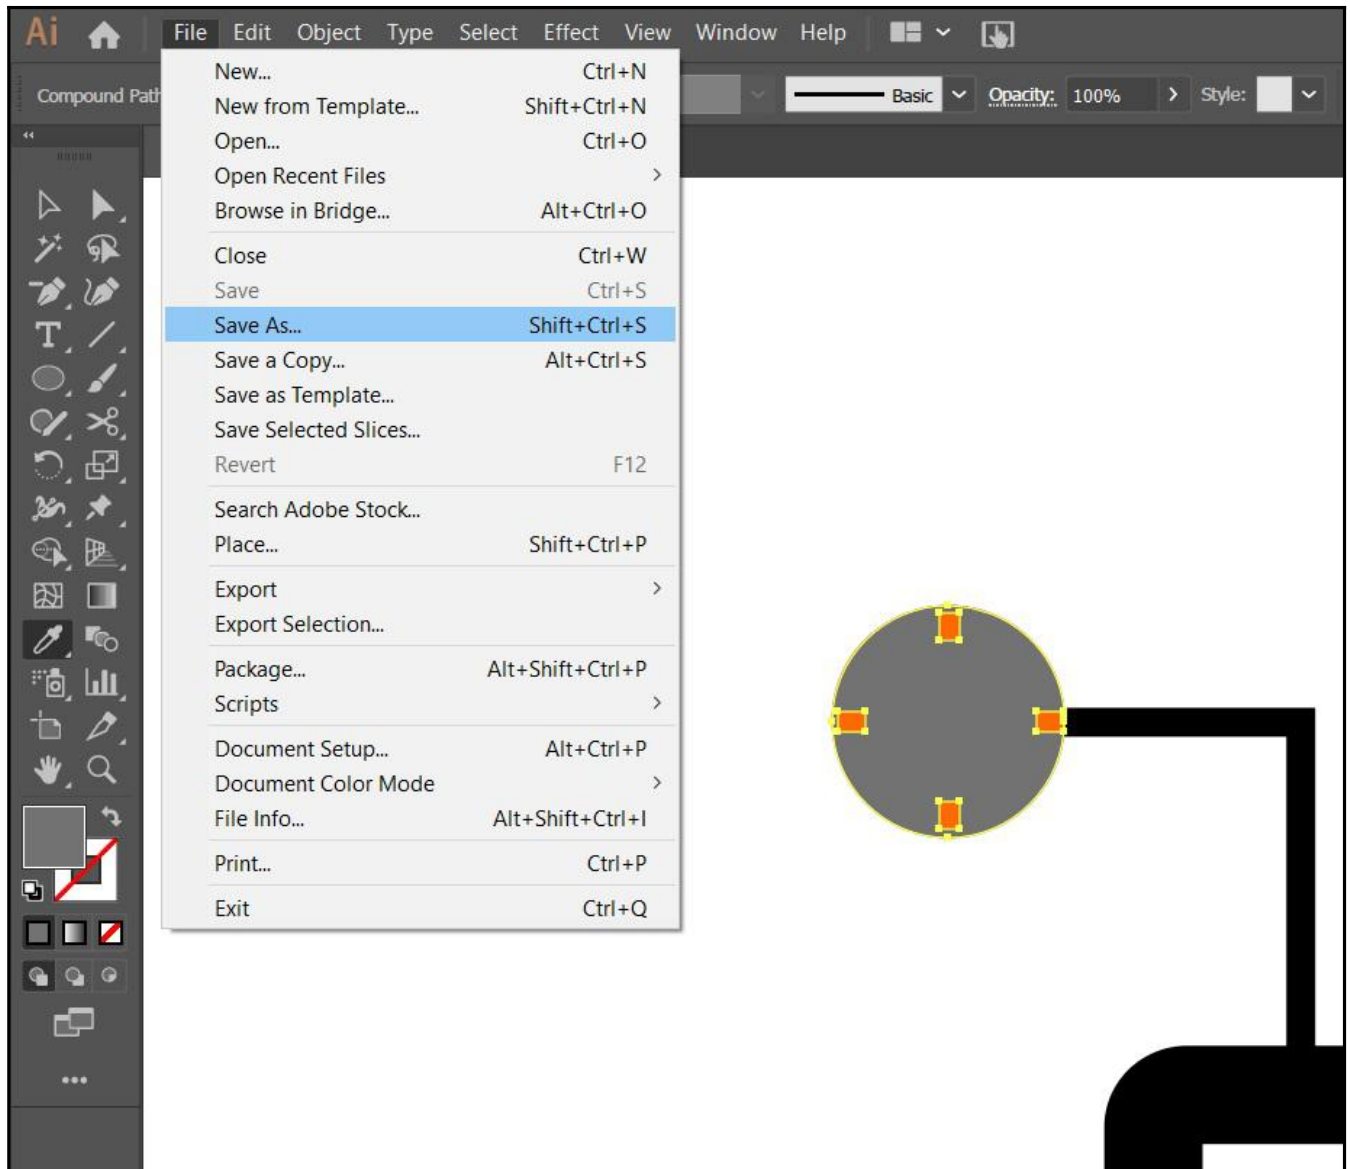 Ai File Edit Object Type Select Effect View Window Help
Compound Path Basic Opacity: 100% Style:
New... Ctrl+N
New from Template... Shift+Ctrl+N
Open... Ctrl+O
Open Recent Files
Browse in Bridge... Alt+Ctrl+O
Close Ctrl+W
Save Ctrl+S
Save As... Shift+Ctrl+S
Save a Copy... Alt+Ctrl+S
Save as Template...
Save Selected Slices...
Revert F12
Search Adobe Stock...
Place... Shift+Ctrl+P
Export
Export Selection...
Package... Alt+Shift+Ctrl+P
Scripts
Document Setup... Alt+Ctrl+P
Document Color Mode
File Info... Alt+Shift+Ctrl+I
Print... Ctrl+P
Exit Ctrl+Q